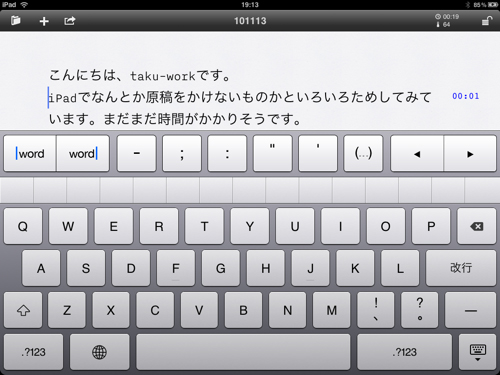 iPad 19:13 85%
101113 00:19
64
こんにちは、taku-workです。
iPadでなんとか原稿をかけないものかといろいろためしてみて 00:01
います。まだまだ時間がかかりそうです。
word word - ; : " ' (...) ◀ ▶
Q W E R T Y U I O P
A S D F G H J K L 改行
Z X C V B N M ! 、 ? 。 —
.?123 .?123